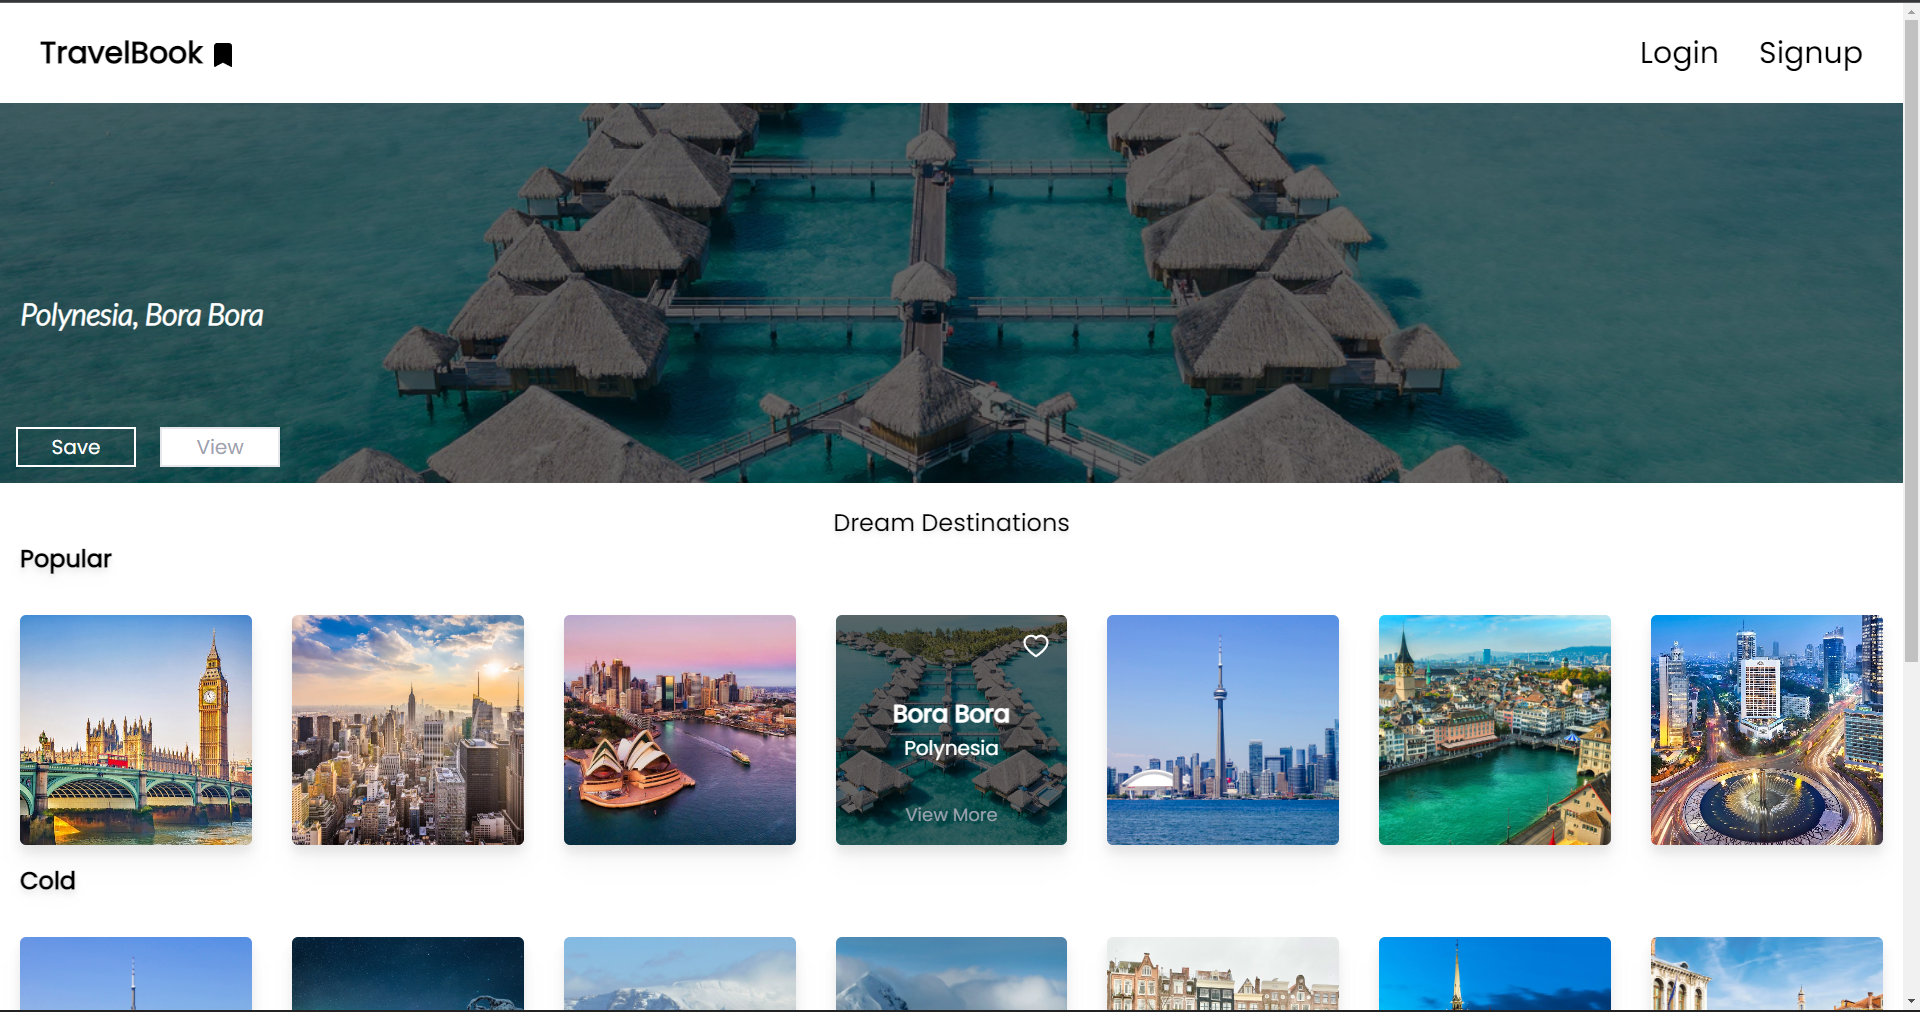 TravelBook
Login
Signup
Polynesia, Bora Bora
Save
View
Dream Destinations
Popular
Bora Bora
Polynesia
View More
Cold